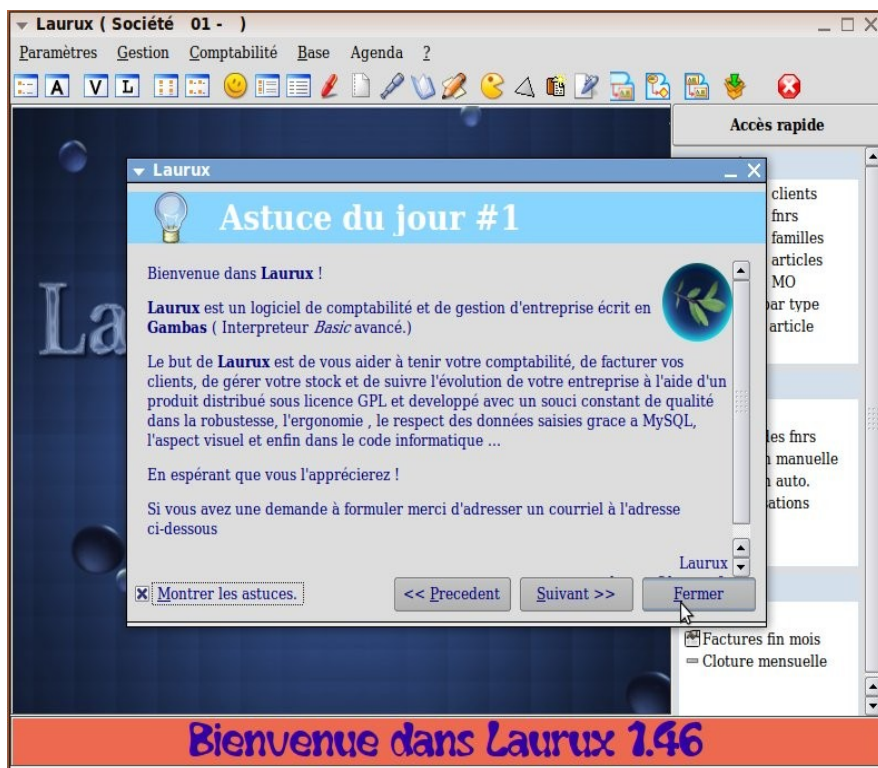 Laurux ( Société 01 - )
Paramètres Gestion Comptabilité Base Agenda ?
A V L
Accès rapide
Laurux
Astuce du jour #1
clients
fnrs
familles
articles
MO
par type
article
La
Bienvenue dans Laurux !
Laurux est un logiciel de comptabilité et de gestion d'entreprise écrit en
Gambas ( Interpreteur Basic avancé.)
Le but de Laurux est de vous aider à tenir votre comptabilité, de facturer vos
clients, de gérer votre stock et de suivre l'évolution de votre entreprise à l'aide d'un
produit distribué sous licence GPL et developpé avec un souci constant de qualité
dans la robustesse, l'ergonomie , le respect des données saisies grace a MySQL,
l'aspect visuel et enfin dans le code informatique ...
En espérant que vous l'apprécierez !
Si vous avez une demande à formuler merci d'adresser un courriel à l'adresse
ci-dessous
Laurux
les fnrs
manuelle
auto.
Montrer les astuces.
<< Precedent
Suivant >>
Fermer
Factures fin mois
Cloture mensuelle
Bienvenue dans Laurux 1.46